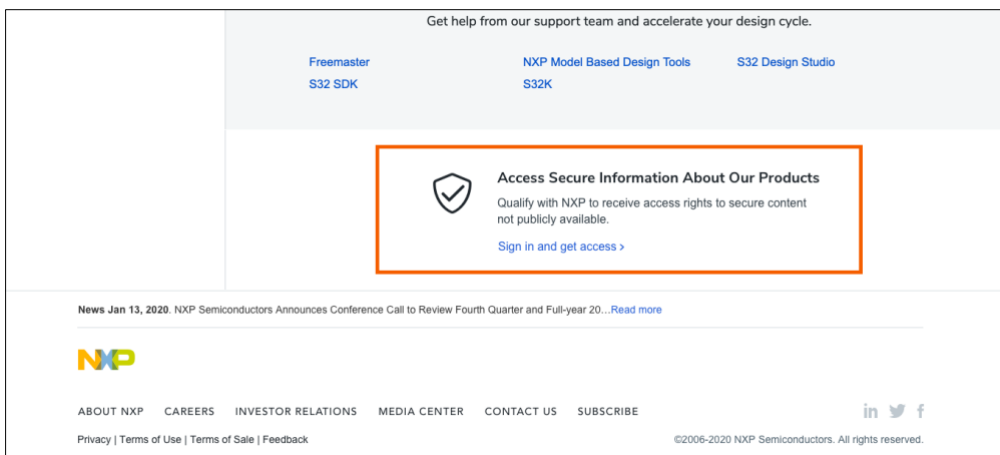 Get help from our support team and accelerate your design cycle.
Freemaster NXP Model Based Design Tools S32 Design Studio
S32 SDK S32K
Access Secure Information About Our Products
Qualify with NXP to receive access rights to secure content
not publicly available.
Sign in and get access >
News Jan 13, 2020. NXP Semiconductors Announces Conference Call to Review Fourth Quarter and Full-year 20...Read more
NXP
ABOUT NXP CAREERS INVESTOR RELATIONS MEDIA CENTER CONTACT US SUBSCRIBE in f
Privacy | Terms of Use | Terms of Sale | Feedback ©2006-2020 NXP Semiconductors. All rights reserved.